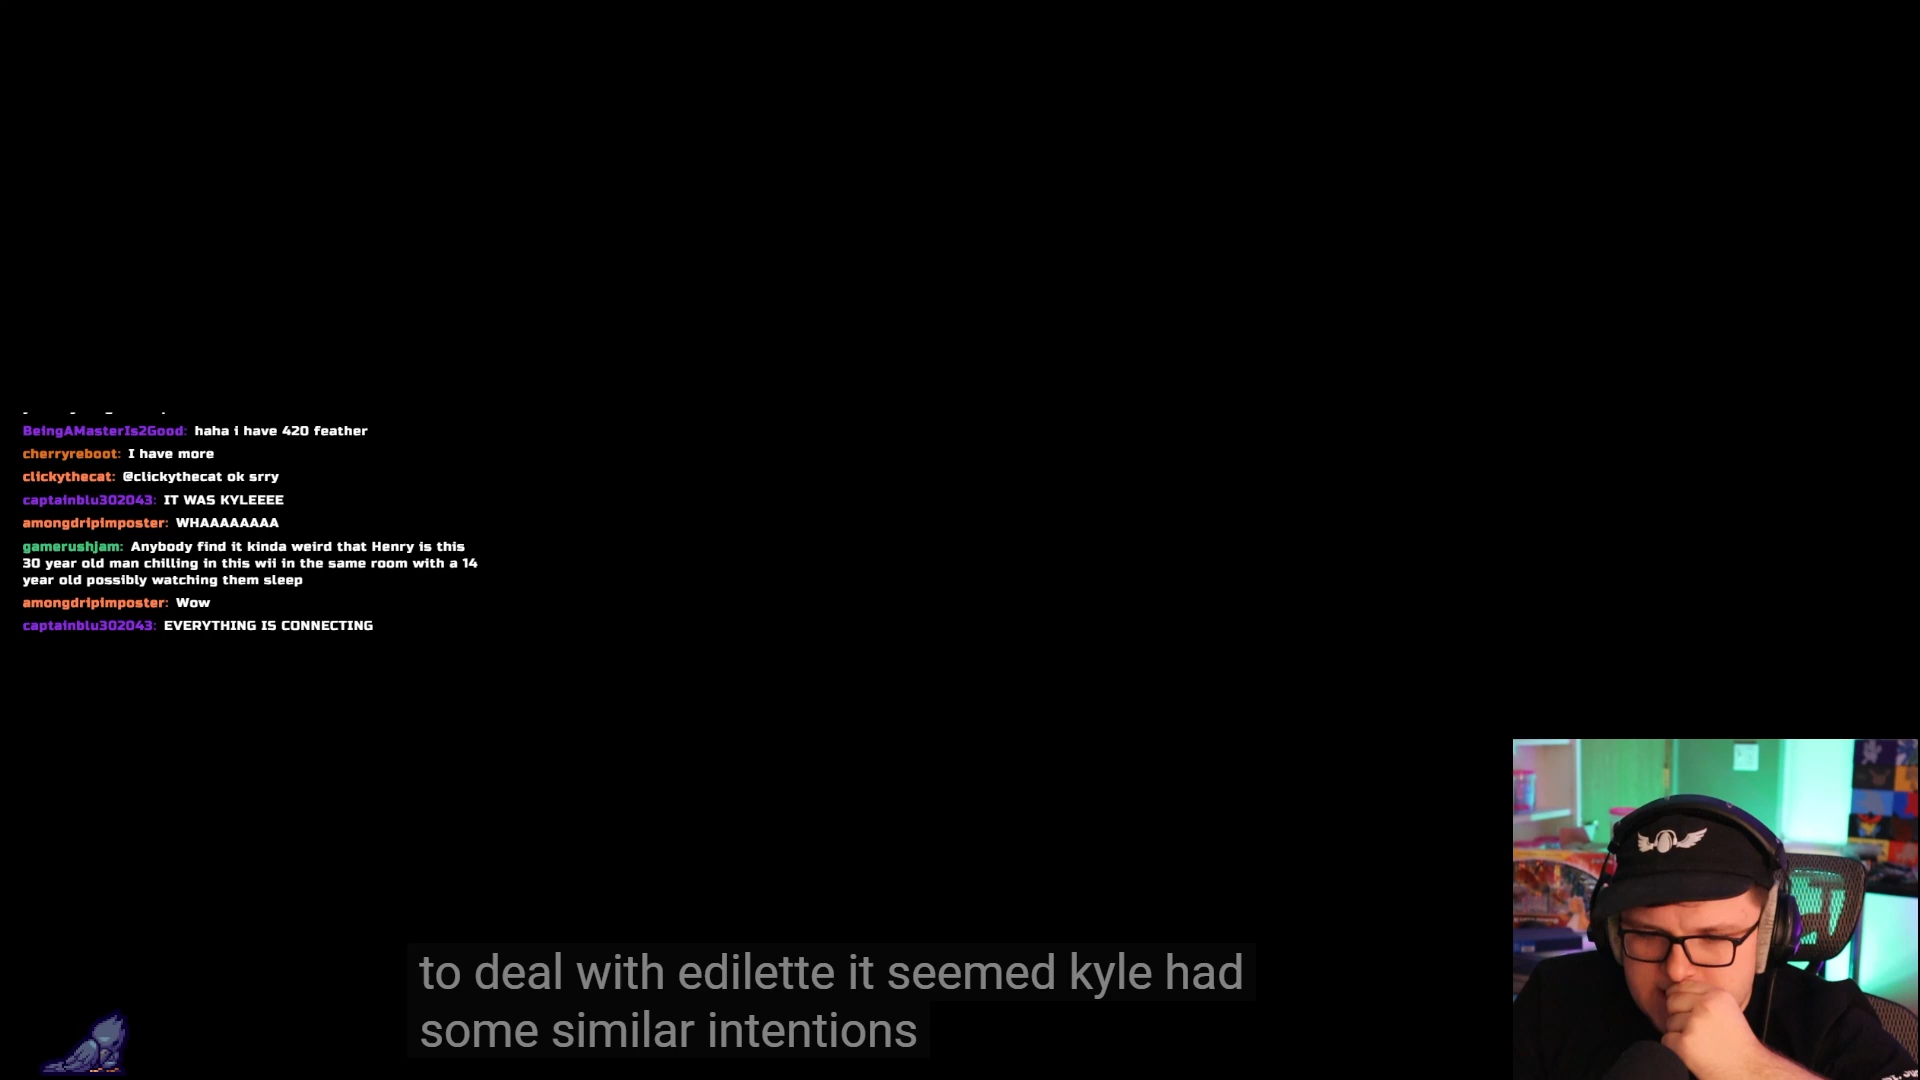 BeingAMasterIs2Good: haha i have 420 feather
cherryreboot: I have more
clickythecat: @clickythecat ok srry
captainblu302043: IT WAS KYLEEEE
amongdripimposter: WHAAAAAAAA
gamerushjam: Anybody find it kinda weird that Henry is this
30 year old man chilling in this wii in the same room with a 14
year old possibly watching them sleep
amongdripimposter: Wow
captainblu302043: EVERYTHING IS CONNECTING
to deal with edilette it seemed kyle had
some similar intentions